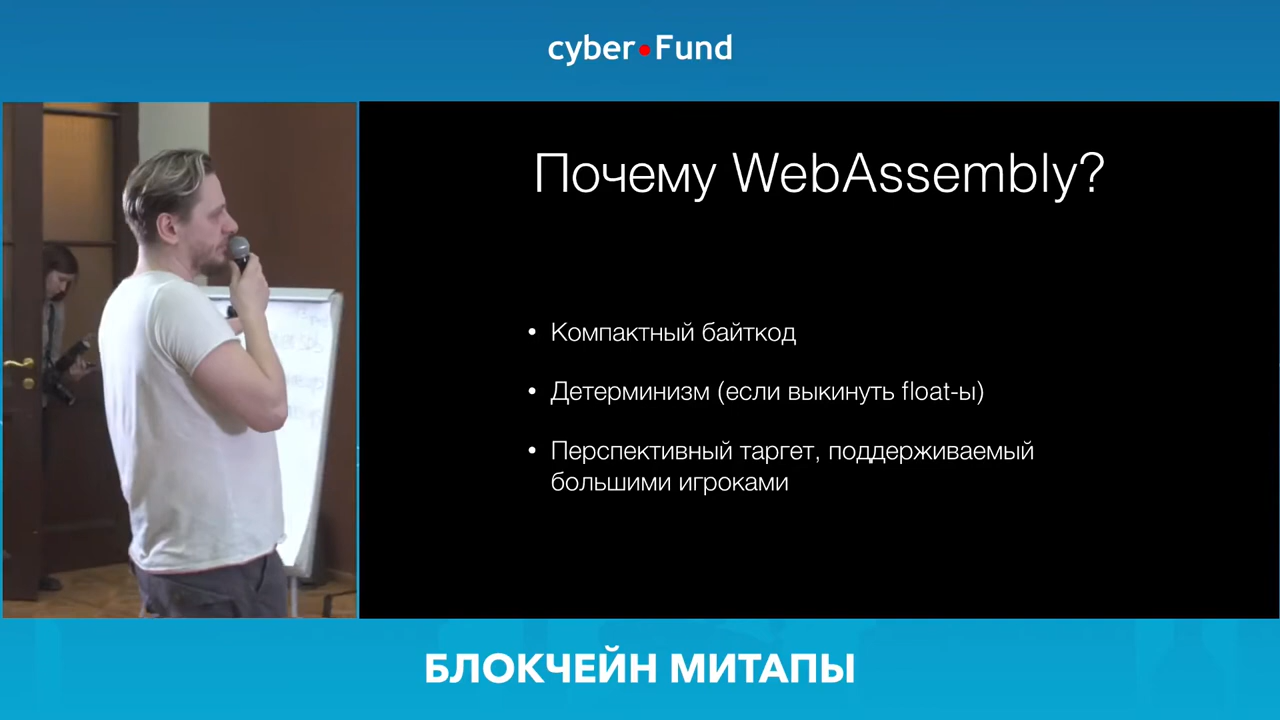 cyber•Fund
Почему WebAssembly?
• Компактный байткод
• Детерминизм (если выкинуть float-ы)
• Перспективный таргет, поддерживаемый
большими игроками
БЛОКЧЕЙН МИТАПЫ